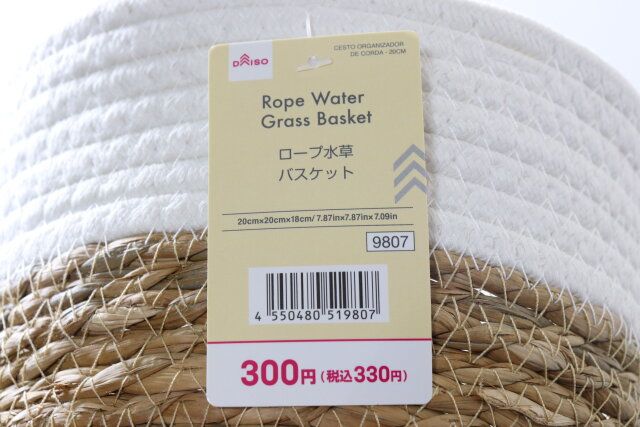 DAISO
CESTO ORGANIZADOR
DE CORDA - 20CM
Rope Water
Grass Basket
ロープ水草
バスケット
20cm×20cm×18cm/ 7.87in×7.87in×7.09in
9807
4 550480 519807
300円(税込330円)